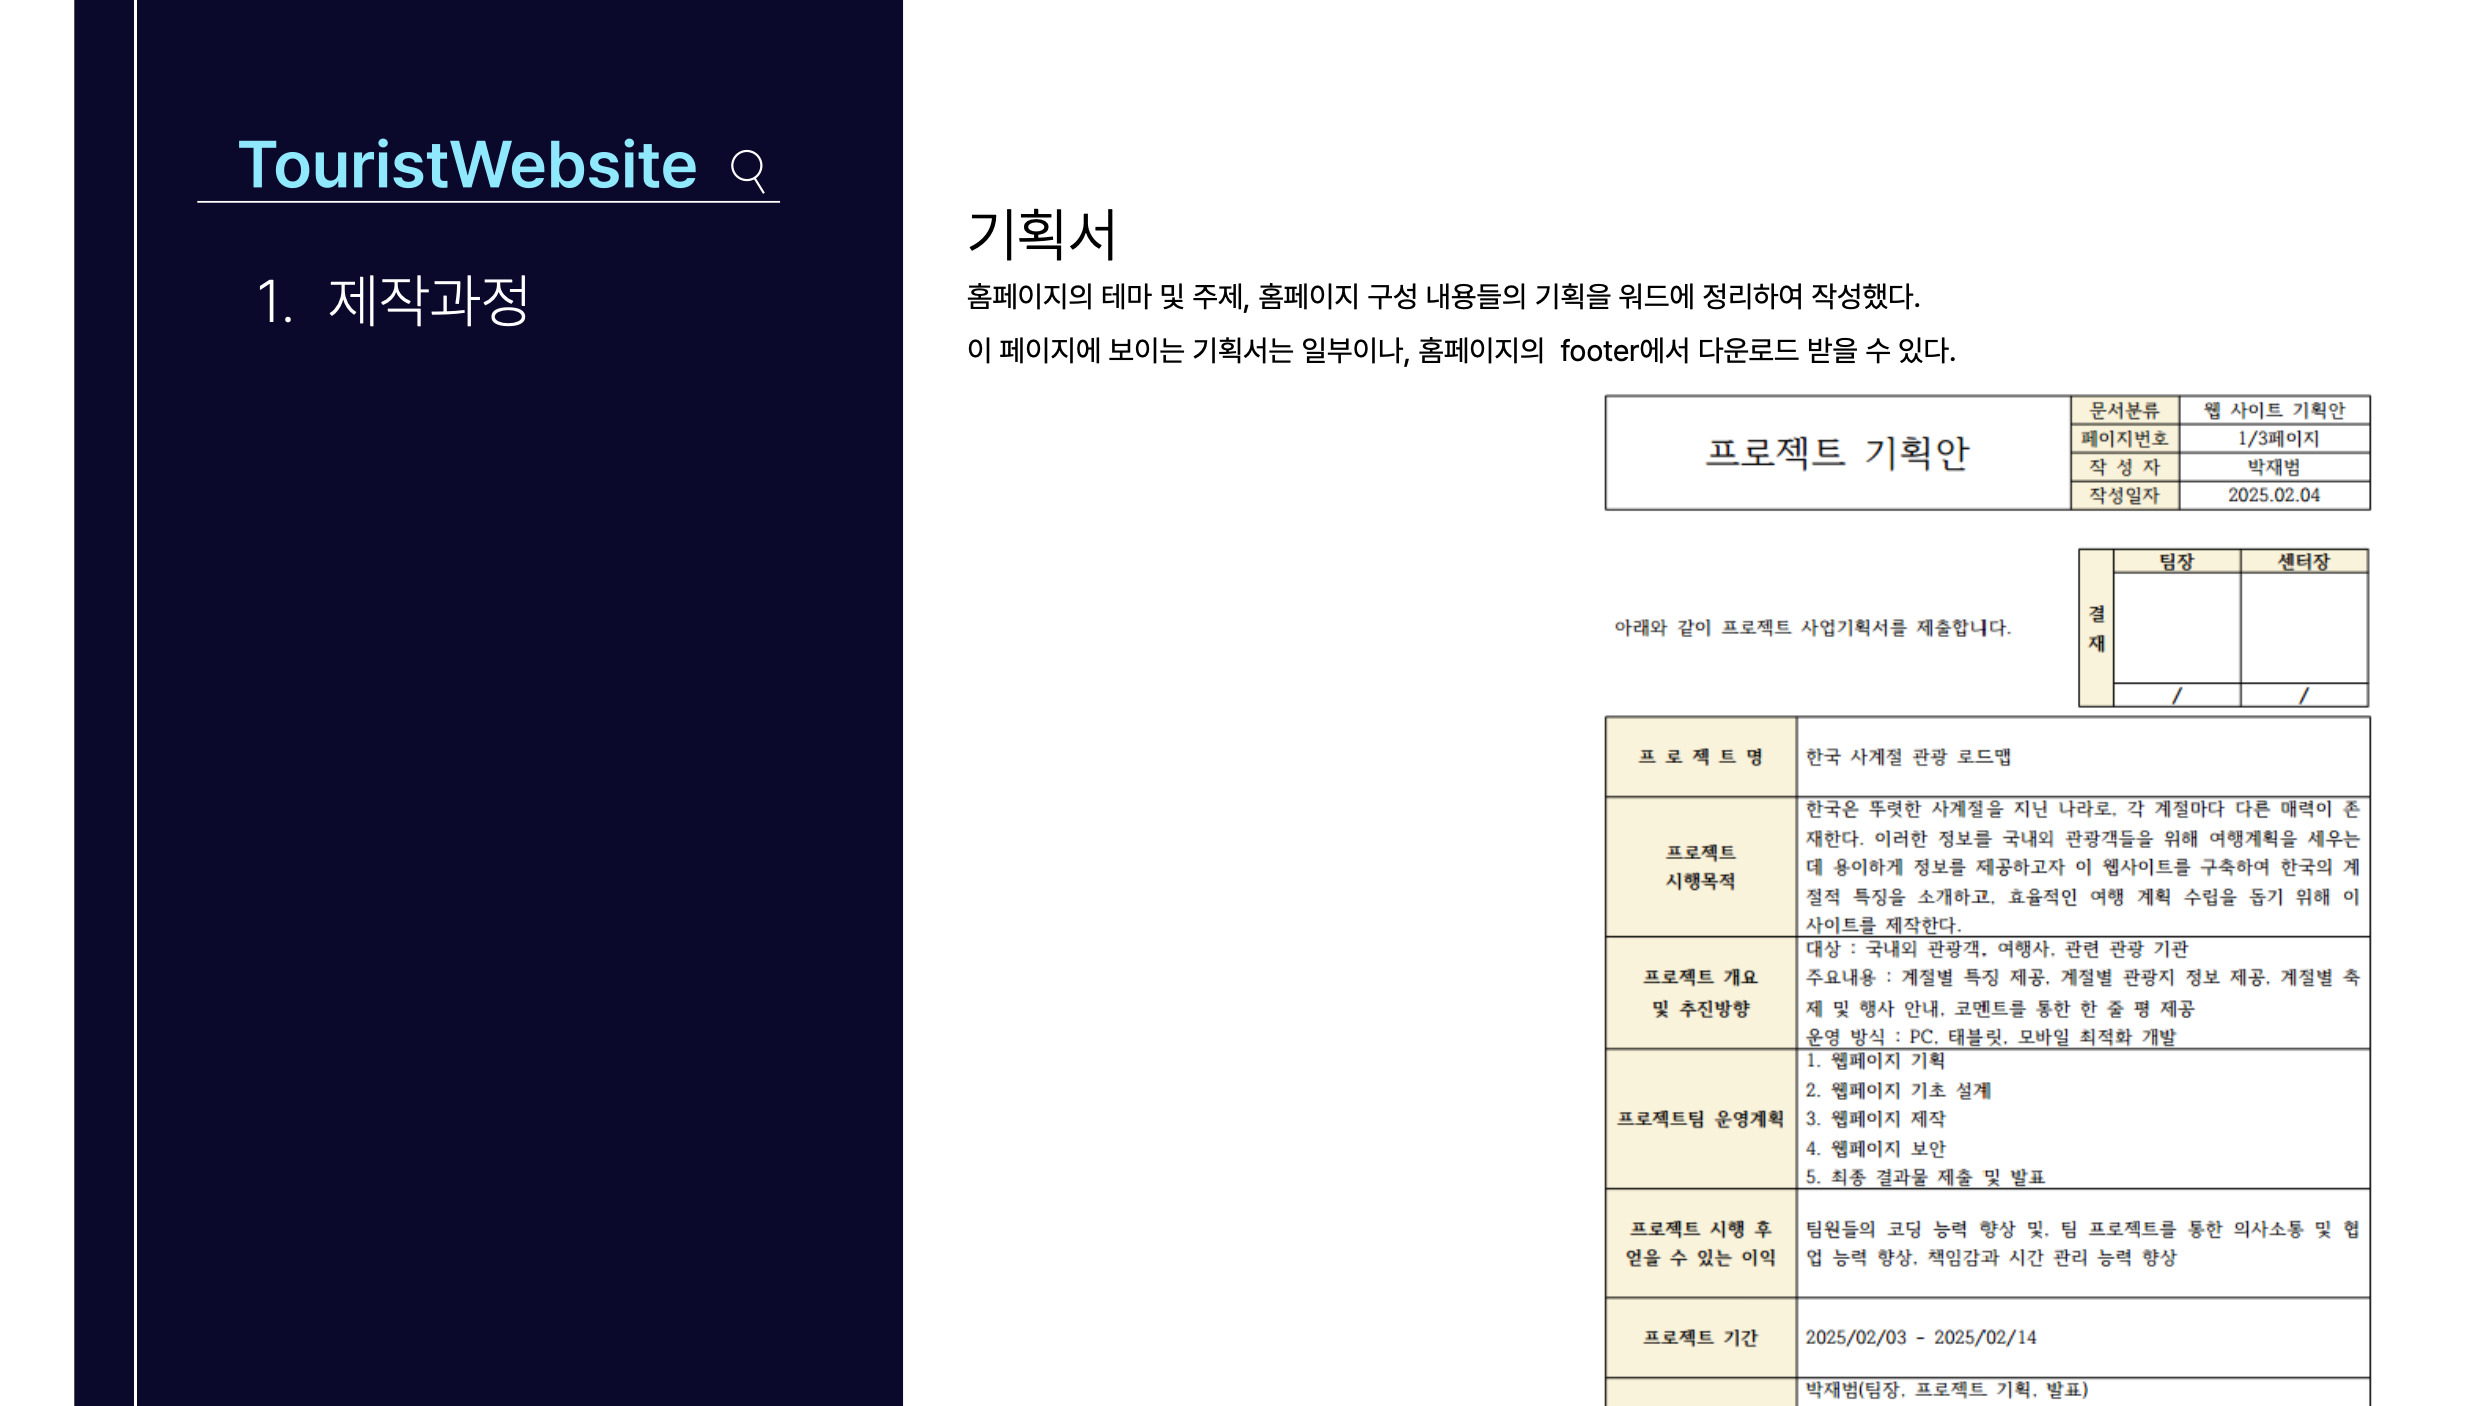 TouristWebsite
1. 제작과정
기획서
홈페이지의 테마 및 주제, 홈페이지 구성 내용들의 기획을 워드에 정리하여 작성했다.
이 페이지에 보이는 기획서는 일부이나, 홈페이지의 footer에서 다운로드 받을 수 있다.
프로젝트 기획안
문서분류 웹 사이트 기획안
페이지번호 1/3페이지
작 성 자 박재범
작성일자 2025.02.04
아래와 같이 프로젝트 사업기획서를 제출합니다.
결
재
팀장 센터장
/ /
프 로 젝 트 명 한국 사계절 관광 로드맵
프로젝트
시행목적
한국은 뚜렷한 사계절을 지닌 나라로, 각 계절마다 다른 매력이 존
재한다. 이러한 정보를 국내외 관광객들을 위해 여행계획을 세우는
데 용이하게 정보를 제공하고자 이 웹사이트를 구축하여 한국의 계
절적 특징을 소개하고, 효율적인 여행 계획 수립을 돕기 위해 이
사이트를 제작한다.
프로젝트 개요
및 추진방향
대상 : 국내외 관광객, 여행사, 관련 관광 기관
주요내용 : 계절별 특징 제공, 계절별 관광지 정보 제공, 계절별 축
제 및 행사 안내, 코멘트를 통한 한 줄 평 제공
운영 방식 : PC, 태블릿, 모바일 최적화 개발
프로젝트팀 운영계획
1. 웹페이지 기획
2. 웹페이지 기초 설계
3. 웹페이지 제작
4. 웹페이지 보안
5. 최종 결과물 제출 및 발표
프로젝트 시행 후
얻을 수 있는 이익
팀원들의 코딩 능력 향상 및, 팀 프로젝트를 통한 의사소통 및 협
업 능력 향상, 책임감과 시간 관리 능력 향상
프로젝트 기간 2025/02/03 - 2025/02/14
박재범(팀장, 프로젝트 기획, 발표)